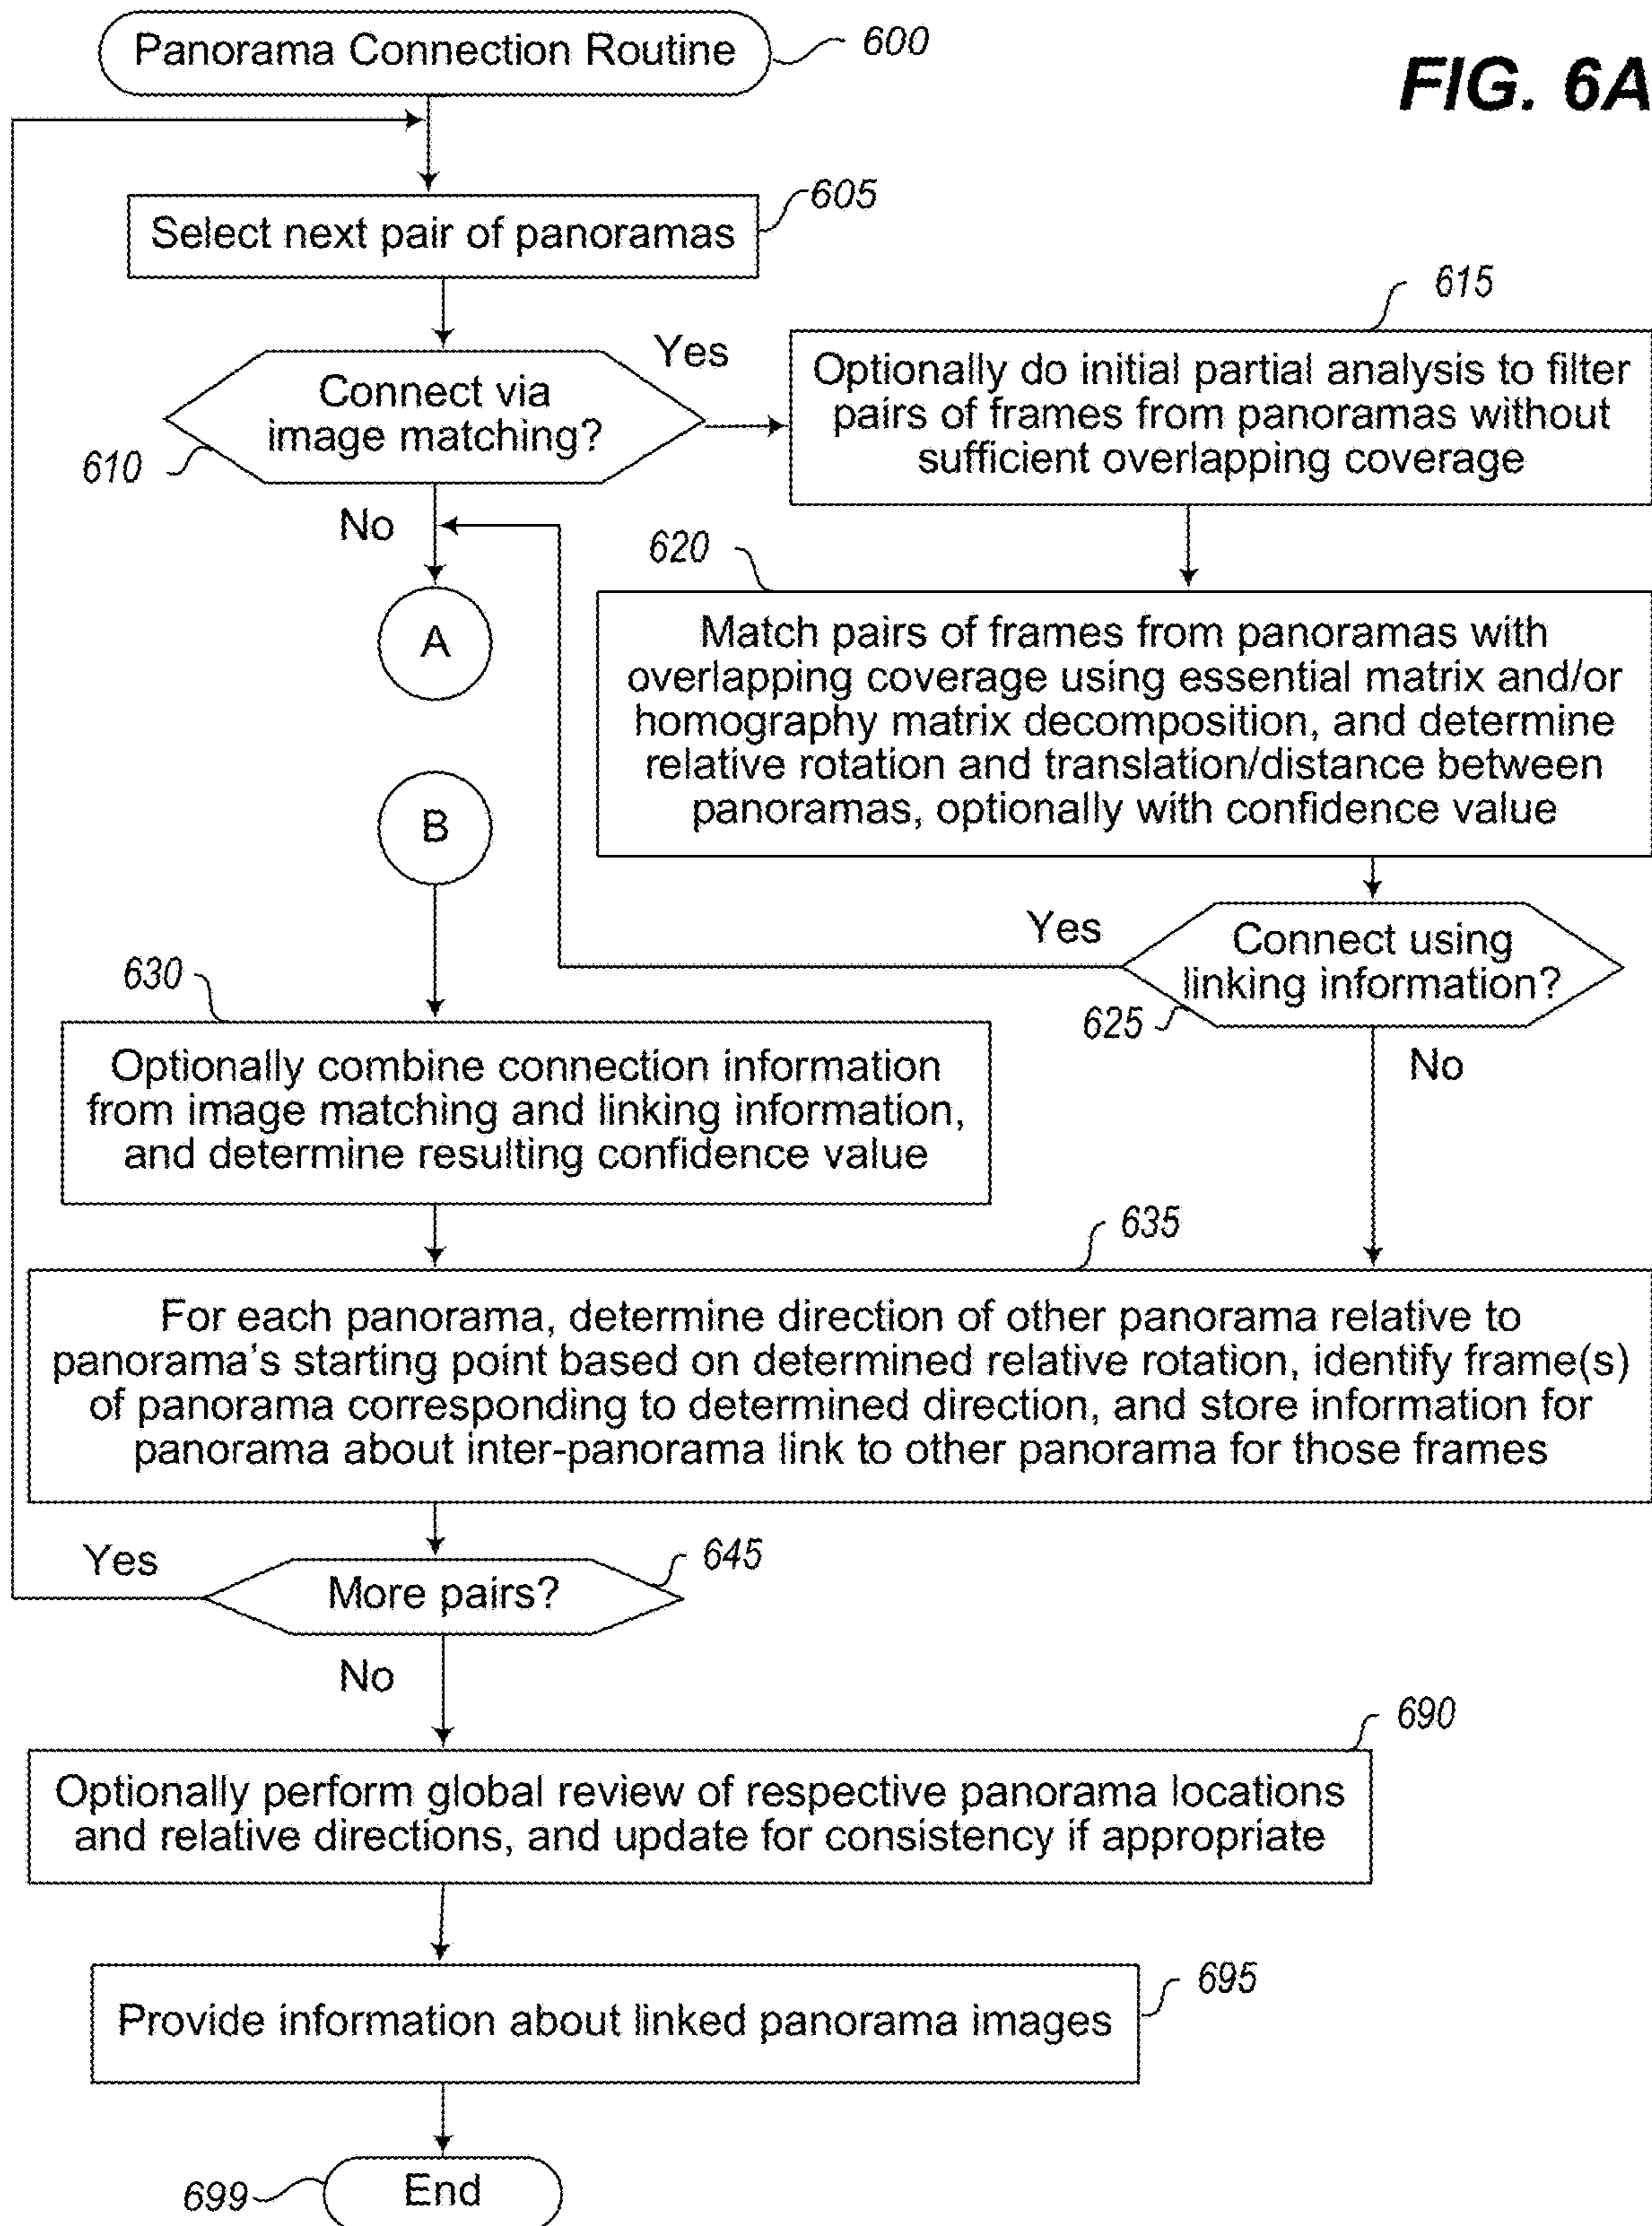 Panorama Connection Routine
600
FIG. 6A
Select next pair of panoramas
605
Connect via
image matching?
610
Yes
No
615
Optionally do initial partial analysis to filter
pairs of frames from panoramas without
sufficient overlapping coverage
A
620
Match pairs of frames from panoramas with
overlapping coverage using essential matrix and/or
homography matrix decomposition, and determine
relative rotation and translation/distance between
panoramas, optionally with confidence value
B
Yes
Connect using
linking information?
625
No
630
Optionally combine connection information
from image matching and linking information,
and determine resulting confidence value
635
For each panorama, determine direction of other panorama relative to
panorama's starting point based on determined relative rotation, identify frame(s)
of panorama corresponding to determined direction, and store information for
panorama about inter-panorama link to other panorama for those frames
Yes
More pairs?
645
No
690
Optionally perform global review of respective panorama locations
and relative directions, and update for consistency if appropriate
695
Provide information about linked panorama images
699
End